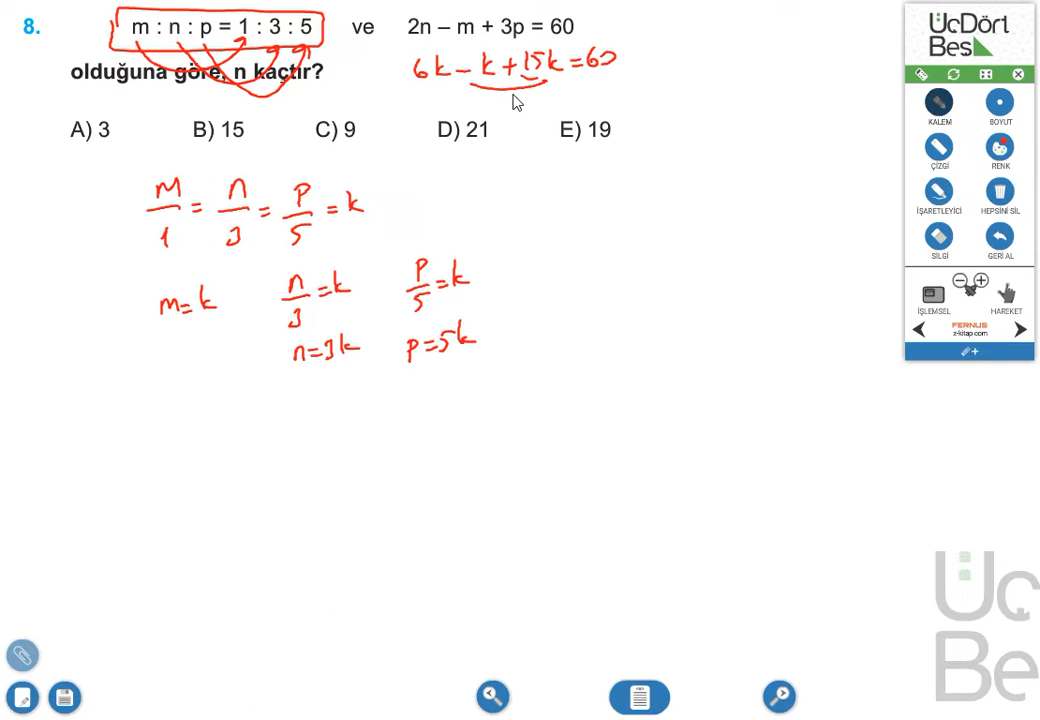 8. m : n : p = 1 : 3 : 5 ve 2n – m + 3p = 60
6k - k + 15k = 60
olduğuna göre, n kaçtır?
A) 3 B) 15 C) 9 D) 21 E) 19
m/1 = n/3 = p/5 = k
m = k n/3 = k p/5 = k
n = 3k p = 5k
ÜçDört
Beş
KALEM BOYUT
ÇİZGİ RENK
İŞARETLEYİCİ HEPSİNİ SİL
SİLGİ GERİ AL
İŞLEMSEL HAREKET
FERNUS
z-kitap.com
Üç
Be